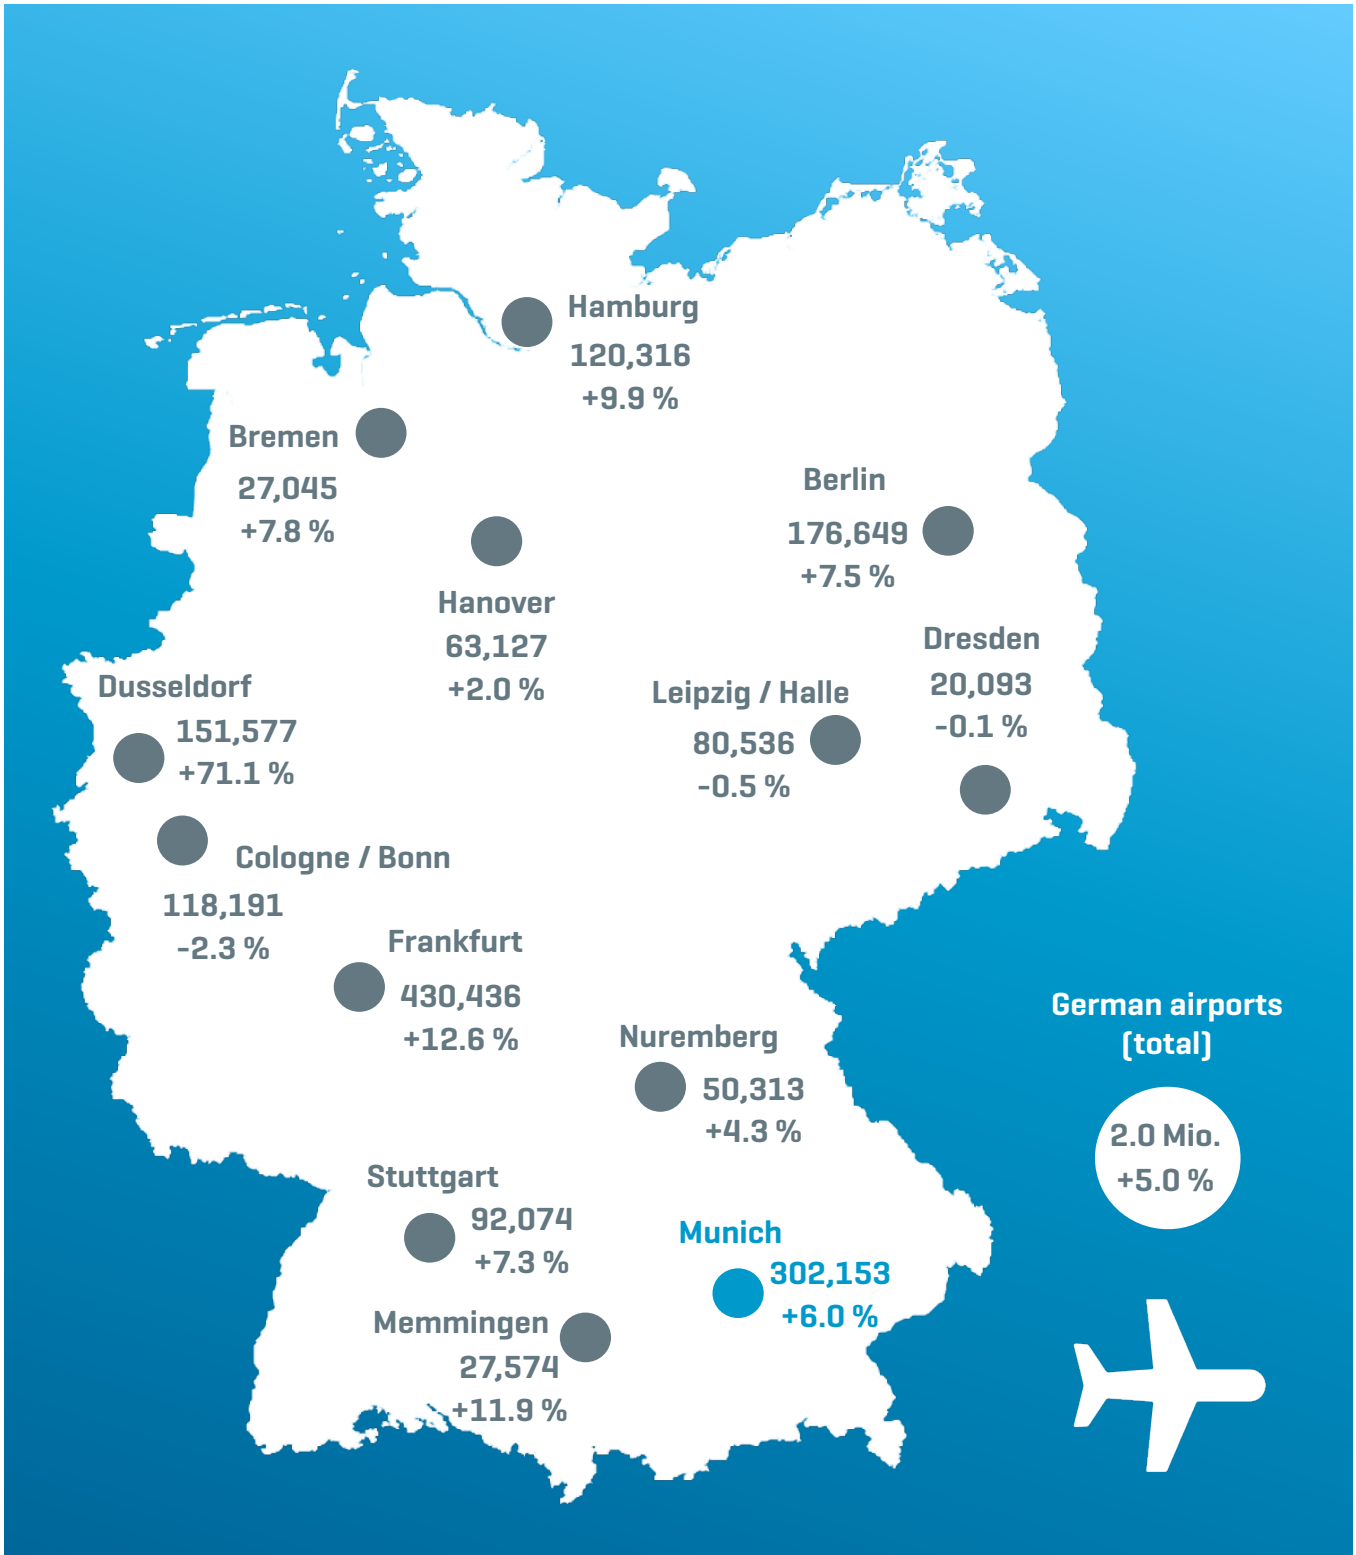 Hamburg
120,316
+9.9 %
Bremen
27,045
+7.8 %
Berlin
176,649
+7.5 %
Hanover
63,127
+2.0 %
Dresden
20,093
-0.1 %
Dusseldorf
151,577
+71.1 %
Leipzig / Halle
80,536
-0.5 %
Cologne / Bonn
118,191
-2.3 %
Frankfurt
430,436
+12.6 %
German airports
(total)
2.0 Mio.
+5.0 %
Nuremberg
50,313
+4.3 %
Stuttgart
92,074
+7.3 %
Munich
302,153
+6.0 %
Memmingen
27,574
+11.9 %